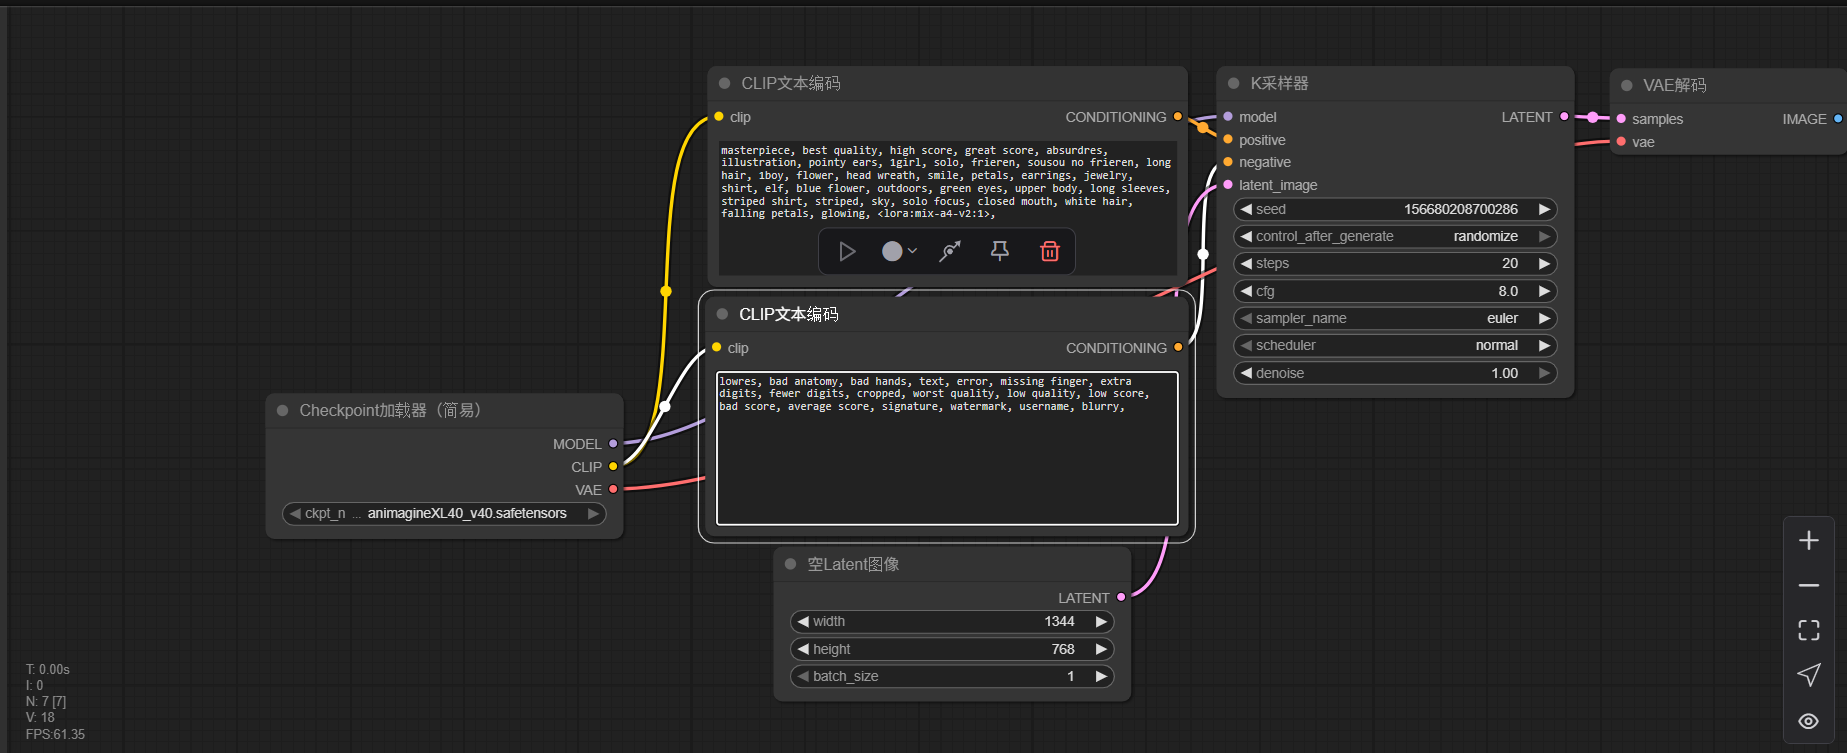 CLIP文本编码
clip
CONDITIONING
masterpiece, best quality, high score, great score, absurdres,
illustration, pointy ears, 1girl, solo, frieren, sousou no frieren, long
hair, 1boy, flower, head wreath, smile, petals, earrings, jewelry,
shirt, elf, blue flower, outdoors, green eyes, upper body, long sleeves,
striped shirt, striped, sky, solo focus, closed mouth, white hair,
falling petals, glowing, <lora:mix-a4-v2:1>,
K采样器
model
LATENT
positive
negative
latent_image
seed 156680208700286
control_after_generate randomize
steps 20
cfg 8.0
sampler_name euler
scheduler normal
denoise 1.00
VAE解码
samples
IMAGE
vae
CLIP文本编码
clip
CONDITIONING
lowres, bad anatomy, bad hands, text, error, missing finger, extra
digits, fewer digits, cropped, worst quality, low quality, low score,
bad score, average score, signature, watermark, username, blurry,
Checkpoint加载器（简易）
MODEL
CLIP
VAE
ckpt_n ... animagineXL40_v40.safetensors
空Latent图像
LATENT
width 1344
height 768
batch_size 1
T: 0.00s
I: 0
N: 7 [7]
V: 18
FPS:61.35